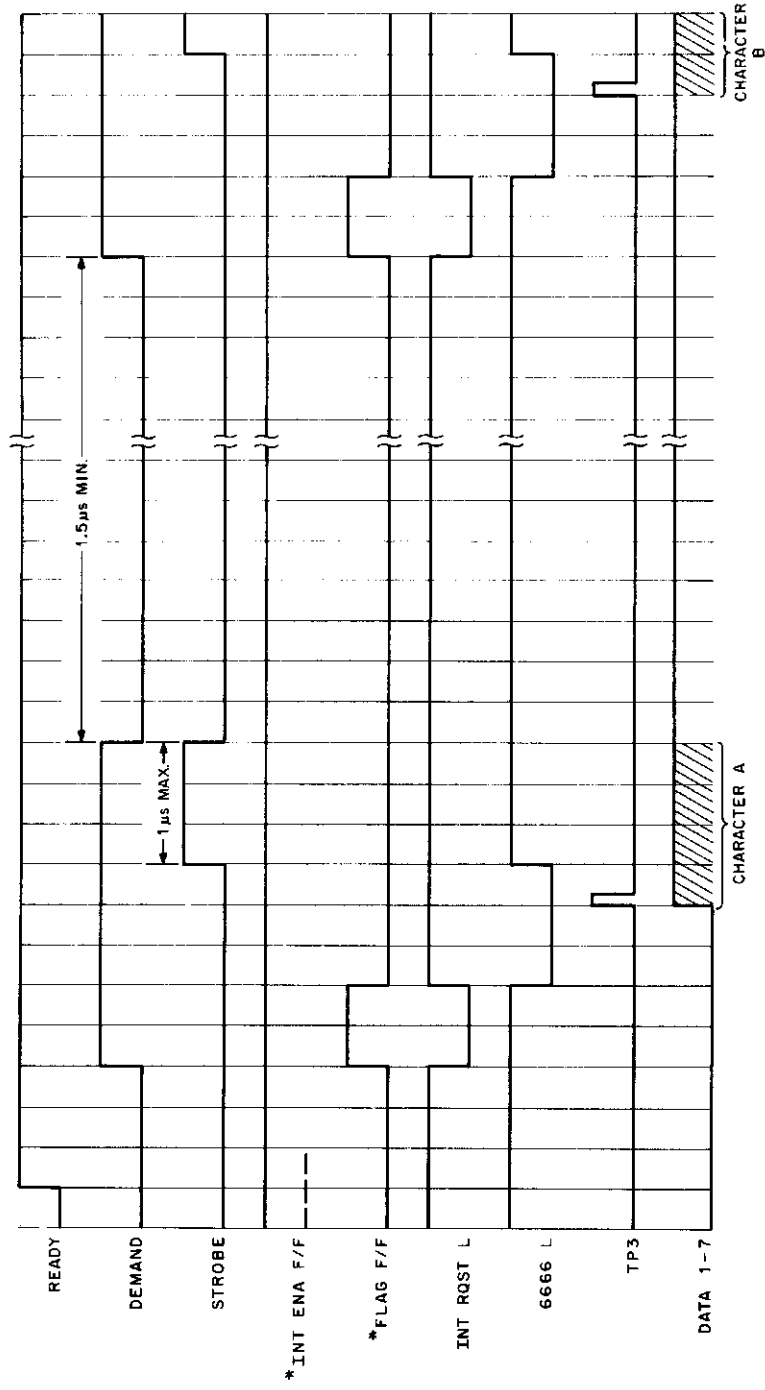 READY
DEMAND
1.5µs MIN.
STROBE
1µs MAX.
*INT ENA F/F
*FLAG F/F
INT RQST L
6666 L
TP3
DATA 1-7
CHARACTER A
CHARACTER
B